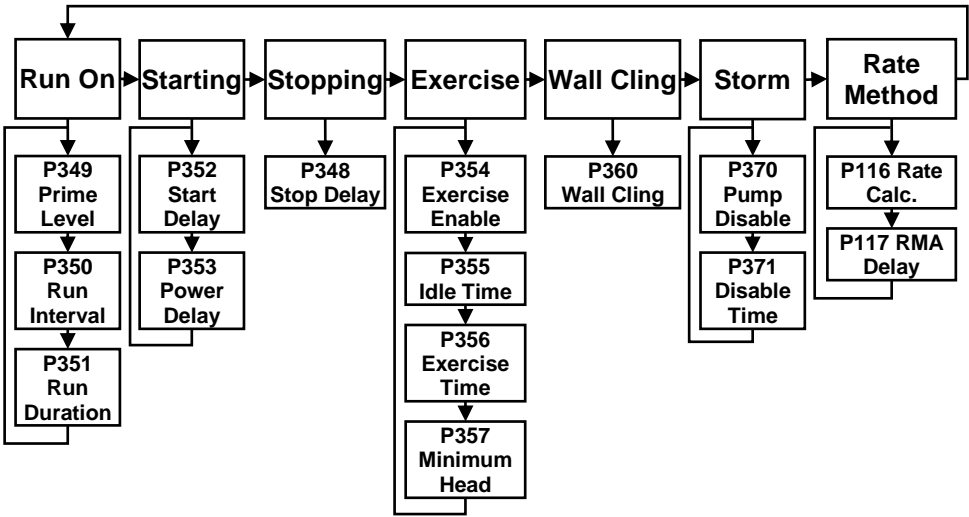 Run On
Starting
Stopping
Exercise
Wall Cling
Storm
Rate
Method
P349
Prime
Level
P350
Run
Interval
P351
Run
Duration
P352
Start
Delay
P353
Power
Delay
P348
Stop Delay
P354
Exercise
Enable
P355
Idle Time
P356
Exercise
Time
P357
Minimum
Head
P360
Wall Cling
P370
Pump
Disable
P371
Disable
Time
P116 Rate
Calc.
P117 RMA
Delay